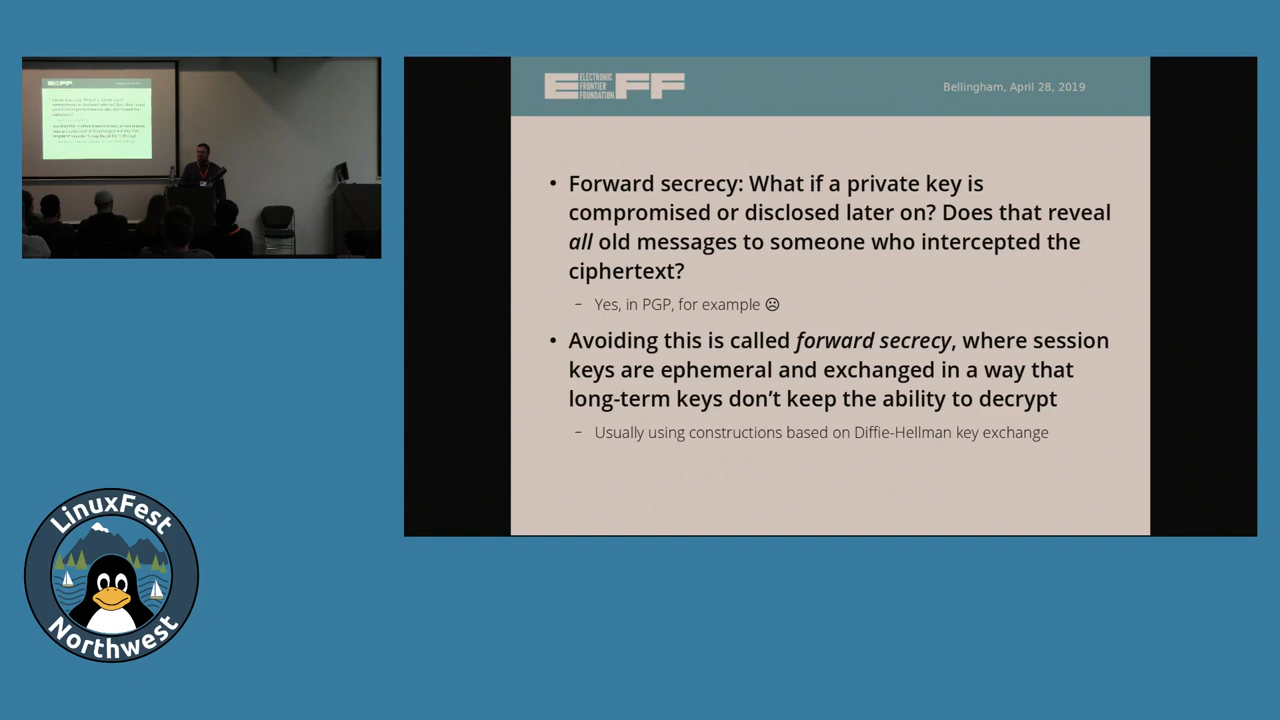 ELECTRONIC
FRONTIER
FOUNDATION
EFF
Bellingham, April 28, 2019
• Forward secrecy: What if a private key is
compromised or disclosed later on? Does that reveal
all old messages to someone who intercepted the
ciphertext?
– Yes, in PGP, for example ☹
• Avoiding this is called forward secrecy, where session
keys are ephemeral and exchanged in a way that
long-term keys don’t keep the ability to decrypt
– Usually using constructions based on Diffie-Hellman key exchange
LinuxFest
Northwest